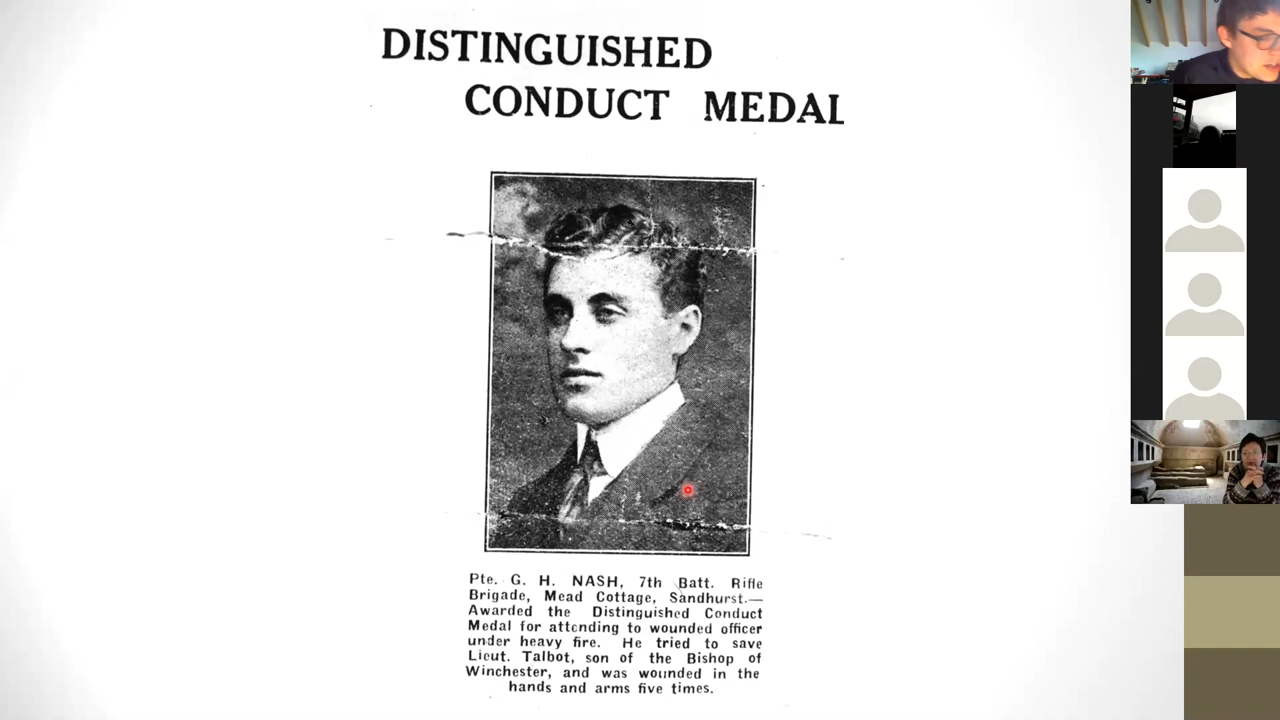 DISTINGUISHED
CONDUCT MEDAL
Pte. G. H. NASH, 7th Batt. Rifle
Brigade, Mead Cottage, Sandhurst.—
Awarded the Distinguished Conduct
Medal for attending to wounded officer
under heavy fire. He tried to save
Lieut. Talbot, son of the Bishop of
Winchester, and was wounded in the
hands and arms five times.